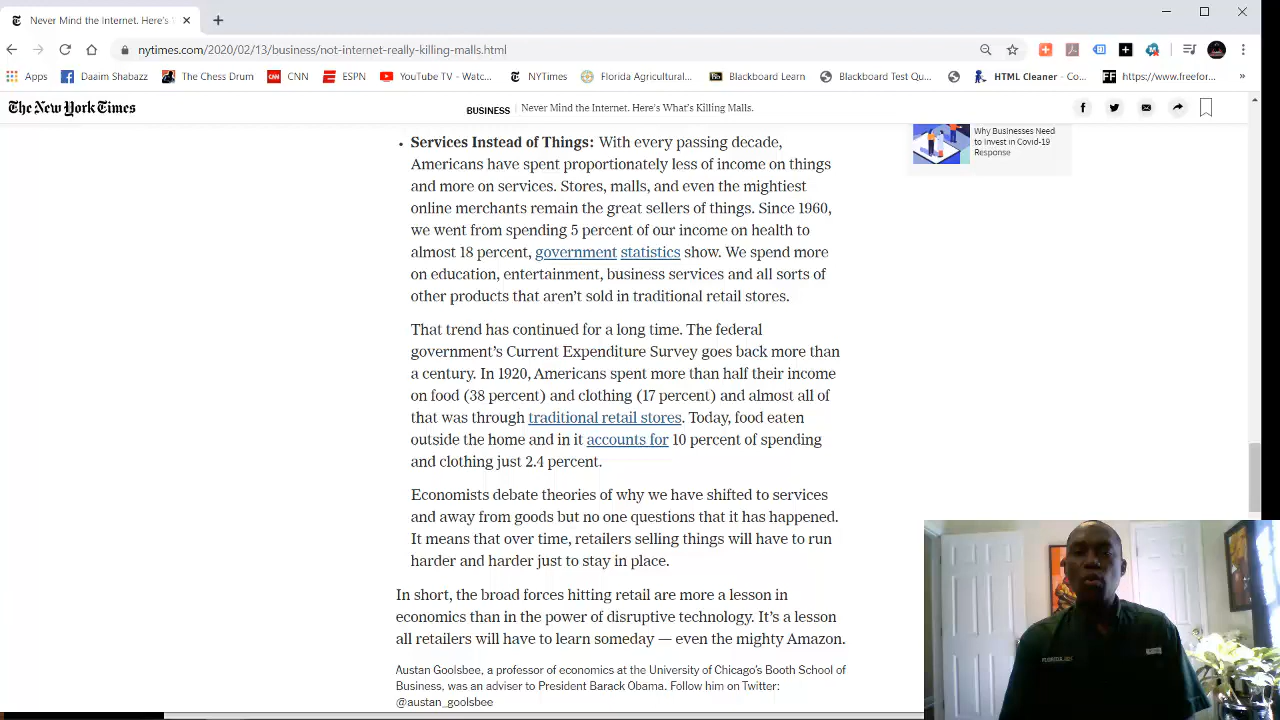 Never Mind the Internet. Here's
nytimes.com/2020/02/13/business/not-internet-really-killing-malls.html
Apps Daaim Shabazz The Chess Drum CNN ESPN YouTube - Watc... NYTimes Florida Agricultural... Blackboard Learn Blackboard Test Qu... HTML Cleaner - Co... https://www.freefor...
The New York Times
BUSINESS | Never Mind the Internet. Here's What's Killing Malls.
Why Businesses Need
to Invest in Covid-19
Response
• Services Instead of Things: With every passing decade,
Americans have spent proportionately less of income on things
and more on services. Stores, malls, and even the mightiest
online merchants remain the great sellers of things. Since 1960,
we went from spending 5 percent of our income on health to
almost 18 percent, government statistics show. We spend more
on education, entertainment, business services and all sorts of
other products that aren't sold in traditional retail stores.
That trend has continued for a long time. The federal
government's Current Expenditure Survey goes back more than
a century. In 1920, Americans spent more than half their income
on food (38 percent) and clothing (17 percent) and almost all of
that was through traditional retail stores. Today, food eaten
outside the home and in it accounts for 10 percent of spending
and clothing just 2.4 percent.
Economists debate theories of why we have shifted to services
and away from goods but no one questions that it has happened.
It means that over time, retailers selling things will have to run
harder and harder just to stay in place.
In short, the broad forces hitting retail are more a lesson in
economics than in the power of disruptive technology. It's a lesson
all retailers will have to learn someday — even the mighty Amazon.
Austan Goolsbee, a professor of economics at the University of Chicago's Booth School of
Business, was an adviser to President Barack Obama. Follow him on Twitter:
@austan_goolsbee